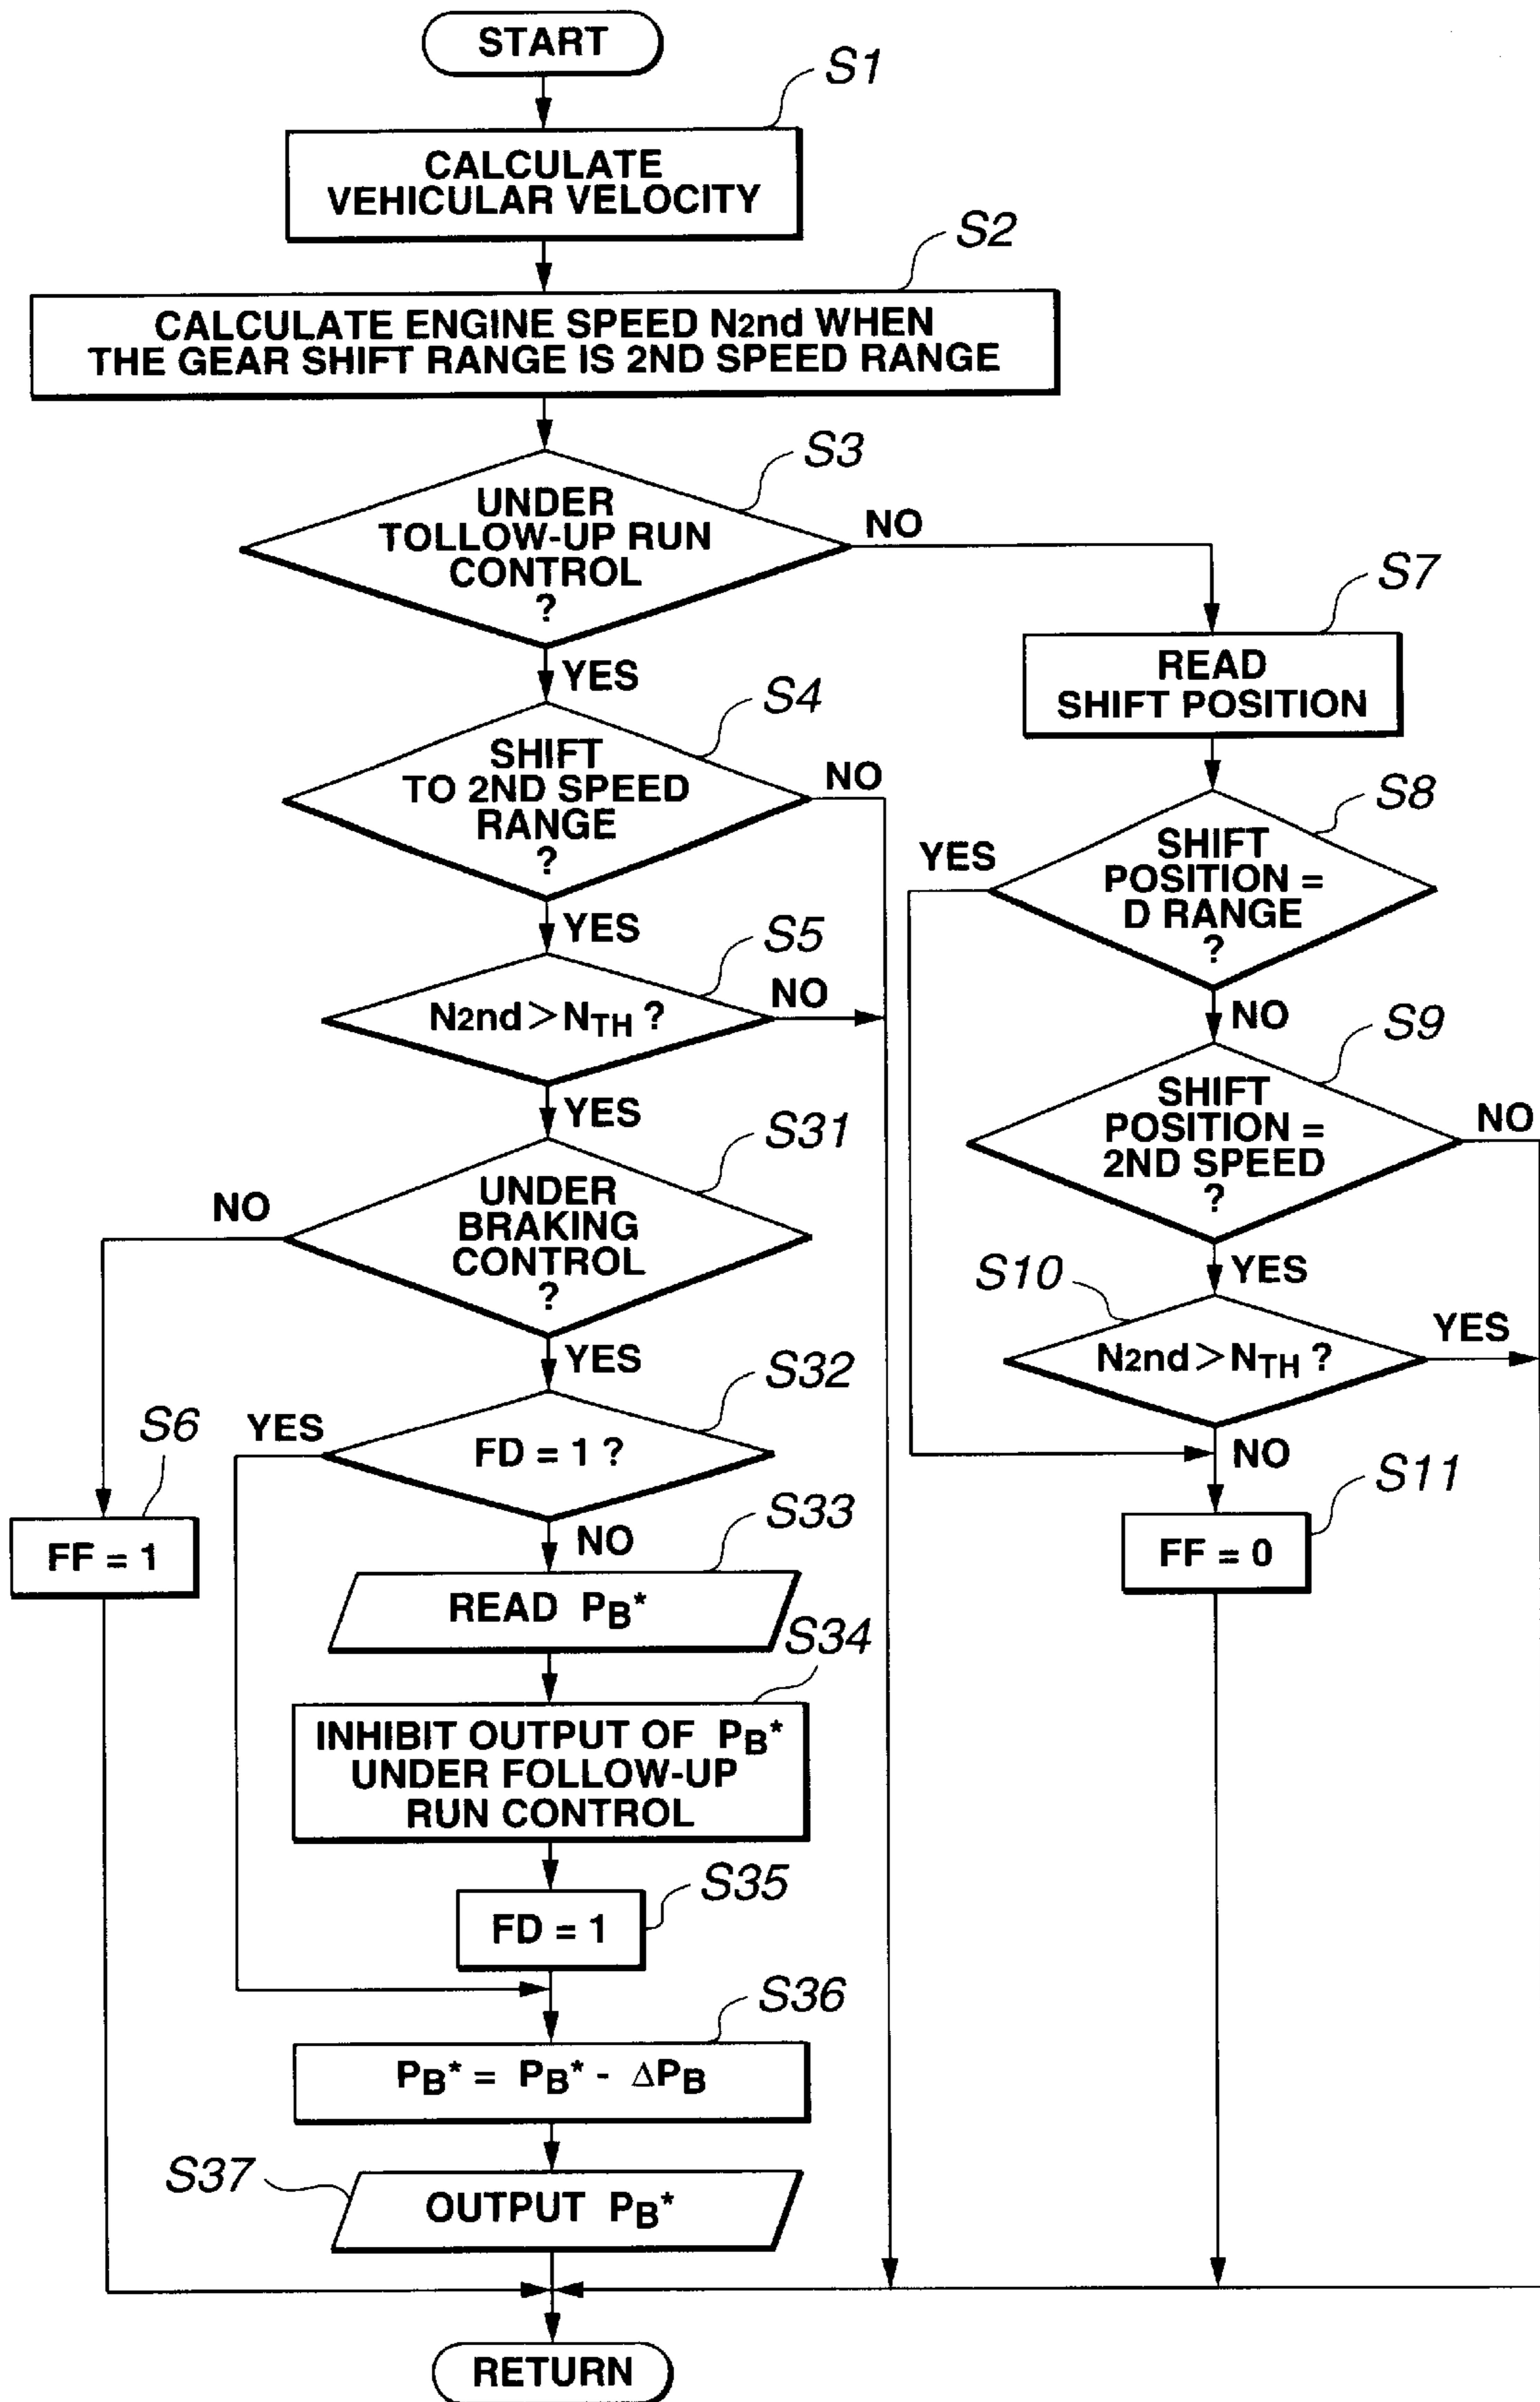 START
S1
CALCULATE
VEHICULAR VELOCITY
S2
CALCULATE ENGINE SPEED N2nd WHEN
THE GEAR SHIFT RANGE IS 2ND SPEED RANGE
S3
UNDER
TOLLOW-UP RUN
CONTROL
?
NO
YES
S7
READ
SHIFT POSITION
S4
SHIFT
TO 2ND SPEED
RANGE
?
NO
YES
S8
SHIFT
POSITION =
D RANGE
?
YES
NO
S5
N2nd > NTH ?
NO
YES
S9
SHIFT
POSITION =
2ND SPEED
?
NO
YES
S31
UNDER
BRAKING
CONTROL
?
NO
YES
S10
N2nd > NTH ?
YES
NO
S32
FD = 1 ?
YES
NO
S6
FF = 1
S11
FF = 0
S33
READ PB*
S34
INHIBIT OUTPUT OF PB*
UNDER FOLLOW-UP
RUN CONTROL
S35
FD = 1
S36
PB* = PB* - ΔPB
S37
OUTPUT PB*
RETURN